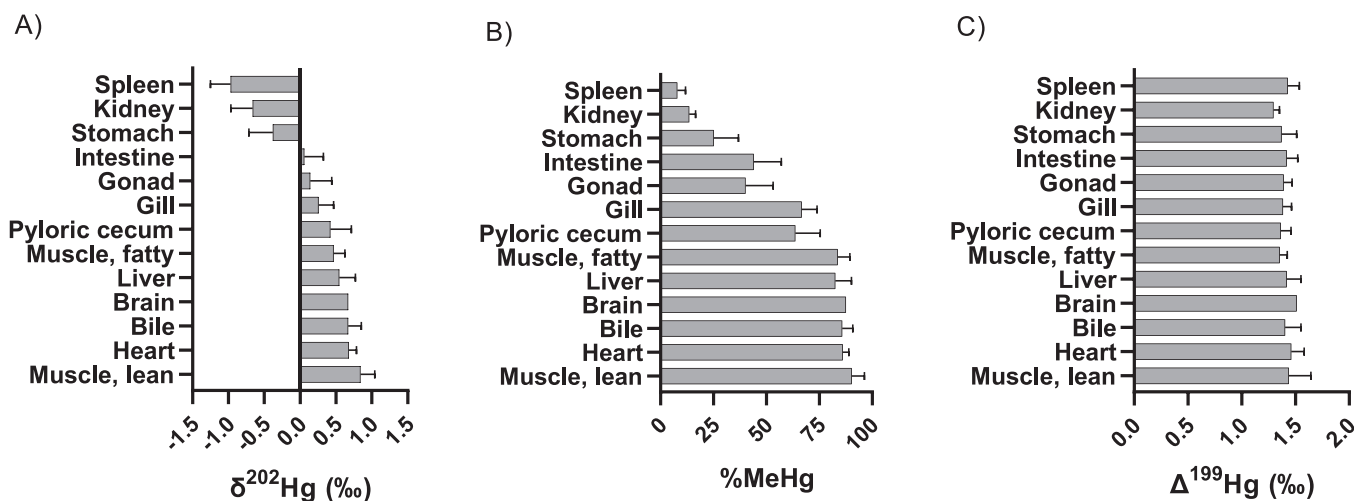 A)
Spleen
Kidney
Stomach
Intestine
Gonad
Gill
Pyloric cecum
Muscle, fatty
Liver
Brain
Bile
Heart
Muscle, lean
-1.5 -1.0 -0.5 0.0 0.5 1.0 1.5
δ²⁰²Hg (‰)
B)
Spleen
Kidney
Stomach
Intestine
Gonad
Gill
Pyloric cecum
Muscle, fatty
Liver
Brain
Bile
Heart
Muscle, lean
0 25 50 75 100
%MeHg
C)
Spleen
Kidney
Stomach
Intestine
Gonad
Gill
Pyloric cecum
Muscle, fatty
Liver
Brain
Bile
Heart
Muscle, lean
0.0 0.5 1.0 1.5 2.0
Δ¹⁹⁹Hg (‰)